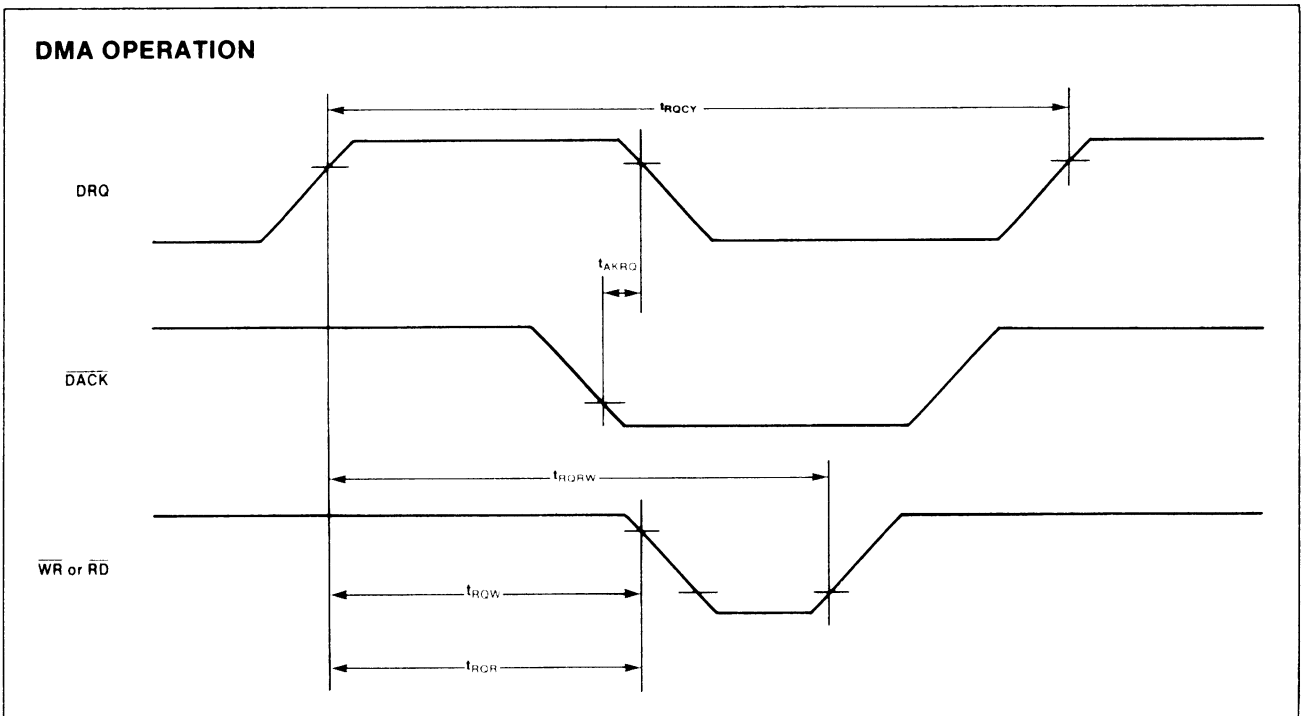 DMA OPERATION
tRQCY
DRQ
tAKRQ
DACK
tRQRW
WR or RD
tRQW
tRQR